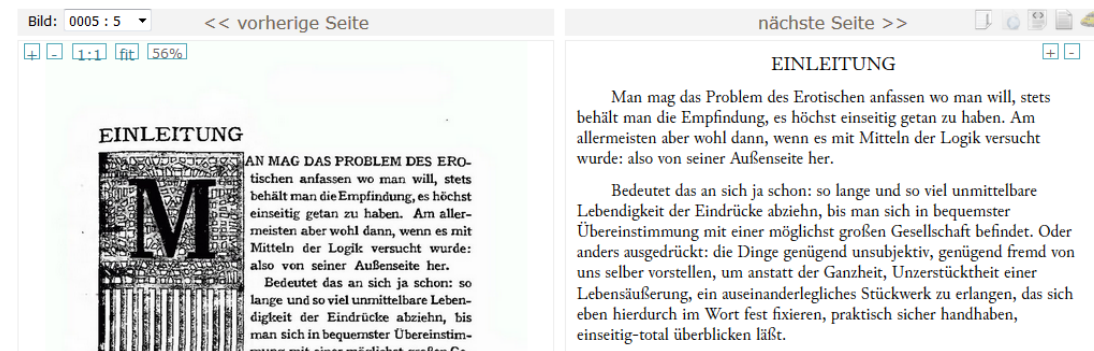 Bild: 0005 : 5
<< vorherige Seite
nächste Seite >>
+ - 1:1 fit 56%
EINLEITUNG
MAN MAG DAS PROBLEM DES ERO-
tischen anfassen wo man will, stets
behält man die Empfindung, es höchst
einseitig getan zu haben. Am aller-
meisten aber wohl dann, wenn es mit
Mitteln der Logik versucht wurde:
also von seiner Außenseite her.
Bedeutet das an sich ja schon: so
lange und so viel unmittelbare Leben-
digkeit der Eindrücke abziehn, bis
man sich in bequemster Übereinstim-
mung mit einer möglichst großen Ge-
+ -
EINLEITUNG
Man mag das Problem des Erotischen anfassen wo man will, stets
behält man die Empfindung, es höchst einseitig getan zu haben. Am
allermeisten aber wohl dann, wenn es mit Mitteln der Logik versucht
wurde: also von seiner Außenseite her.
Bedeutet das an sich ja schon: so lange und so viel unmittelbare
Lebendigkeit der Eindrücke abziehn, bis man sich in bequemster
Übereinstimmung mit einer möglichst großen Gesellschaft befindet. Oder
anders ausgedrückt: die Dinge genügend unsubjektiv, genügend fremd von
uns selber vorstellen, um anstatt der Ganzheit, Unzerstücktheit einer
Lebensäußerung, ein auseinanderlegliches Stückwerk zu erlangen, das sich
eben hierdurch im Wort fest fixieren, praktisch sicher handhaben,
einseitig-total überblicken läßt.